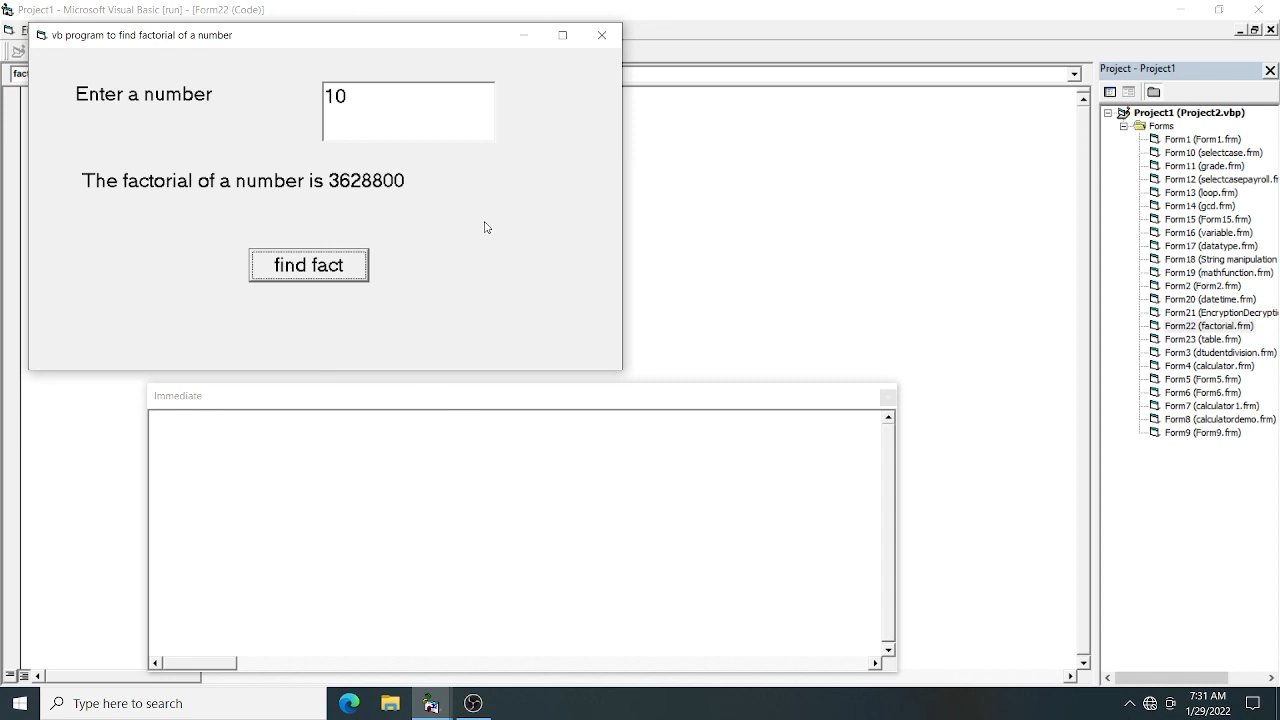 Project1 - Microsoft Visual Basic [run] - [Form22 (Code)]
vb program to find factorial of a number
Enter a number
10
The factorial of a number is 3628800
find fact
Immediate
Project - Project1
Project1 (Project2.vbp)
Forms
Form1 (Form1.frm)
Form10 (selectcase.frm)
Form11 (grade.frm)
Form12 (selectcasepayroll.fr
Form13 (loop.frm)
Form14 (gcd.frm)
Form15 (Form15.frm)
Form16 (variable.frm)
Form17 (datatype.frm)
Form18 (String manipulation
Form19 (mathfunction.frm)
Form2 (Form2.frm)
Form20 (datetime.frm)
Form21 (EncryptionDecrypti
Form22 (factorial.frm)
Form23 (table.frm)
Form3 (dtudentdivision.frm)
Form4 (calculator.frm)
Form5 (Form5.frm)
Form6 (Form6.frm)
Form7 (calculator1.frm)
Form8 (calculatordemo.frm)
Form9 (Form9.frm)
Type here to search
7:31 AM
1/29/2022